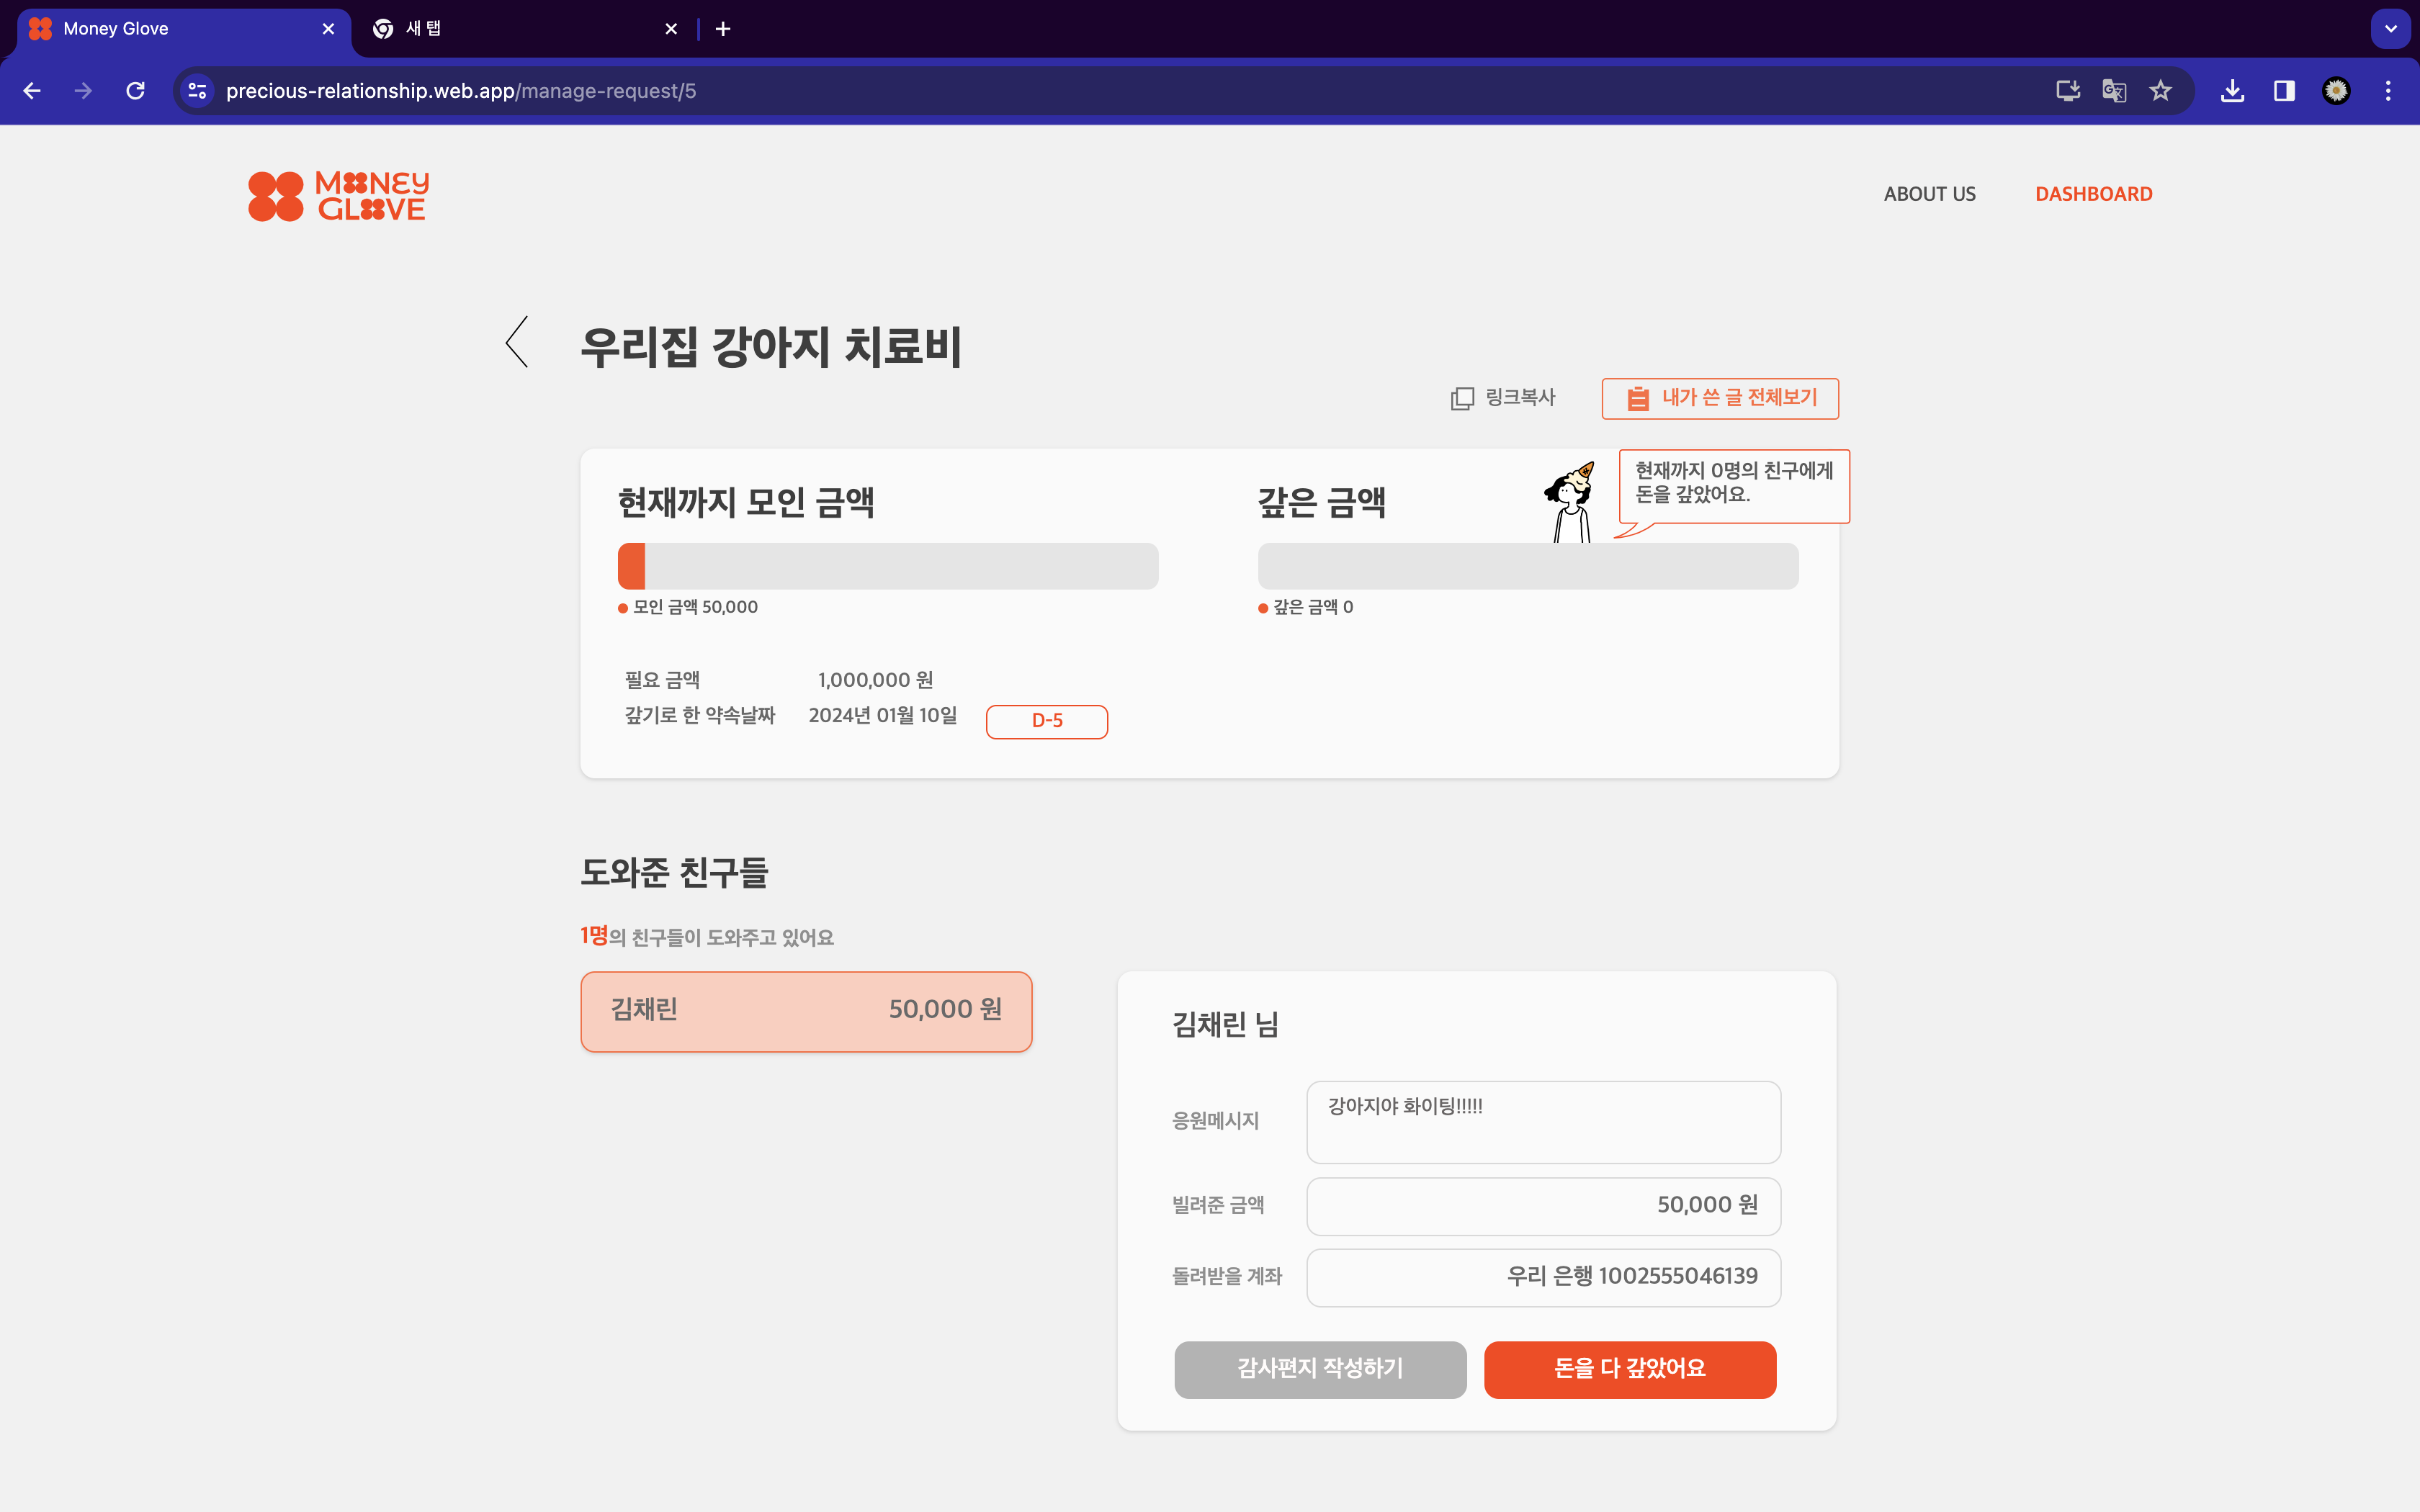 Money Glove
새 탭
precious-relationship.web.app/manage-request/5
MONEY
GLOVE
ABOUT US
DASHBOARD
우리집 강아지 치료비
링크복사
내가 쓴 글 전체보기
현재까지 모인 금액
모인 금액 50,000
갚은 금액
현재까지 0명의 친구에게
돈을 갚았어요.
갚은 금액 0
필요 금액 1,000,000 원
갚기로 한 약속날짜 2024년 01월 10일 D-5
도와준 친구들
1명의 친구들이 도와주고 있어요
김채린 50,000 원
김채린 님
응원메시지 강아지야 화이팅!!!!!
빌려준 금액 50,000 원
돌려받을 계좌 우리 은행 1002555046139
감사편지 작성하기
돈을 다 갚았어요